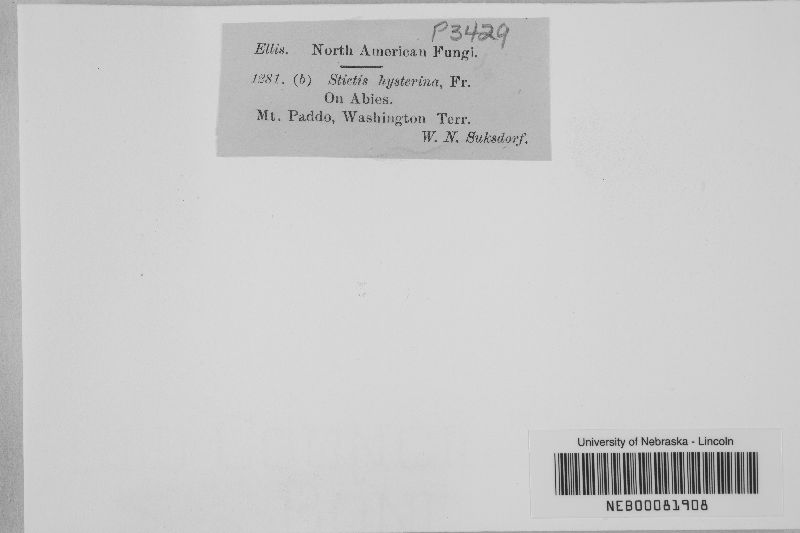 P3429
Ellis. North American Fungi.
1281. (b) Stictis hysterina, Fr.
On Abies.
Mt. Paddo, Washington Terr.
W. N. Suksdorf.
University of Nebraska - Lincoln
NEB00081908